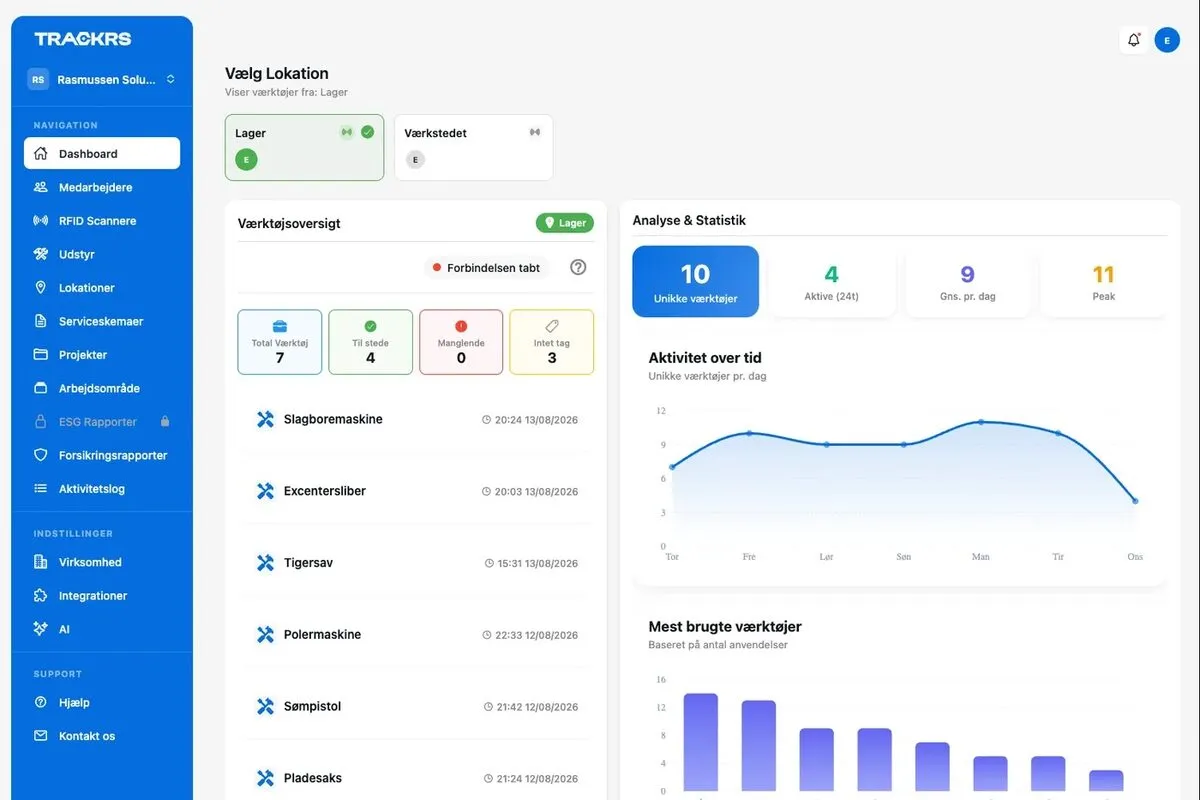 TRACKRS
RS Rasmussen Solu...
NAVIGATION
Dashboard
Medarbejdere
RFID Scannere
Udstyr
Lokationer
Serviceskemaer
Projekter
Arbejdsområde
ESG Rapporter
Forsikringsrapporter
Aktivitetslog
INDSTILLINGER
Virksomhed
Integrationer
AI
SUPPORT
Hjælp
Kontakt os
E
Vælg Lokation
Viser værktøjer fra: Lager
Lager
E
Værkstedet
E
Værktøjsoversigt
Lager
Forbindelsen tabt
Total Værktøj
7
Til stede
4
Manglende
0
Intet tag
3
Slagboremaskine 20:24 13/08/2026
Excentersliber 20:03 13/08/2026
Tigersav 15:31 13/08/2026
Polermaskine 22:33 12/08/2026
Sømpistol 21:42 12/08/2026
Pladesaks 21:24 12/08/2026
Analyse & Statistik
10
Unikke værktøjer
4
Aktive (24t)
9
Gns. pr. dag
11
Peak
Aktivitet over tid
Unikke værktøjer pr. dag
12
9
6
3
0
Tor Fre Lør Søn Man Tir Ons
Mest brugte værktøjer
Baseret på antal anvendelser
16
12
8
4
0